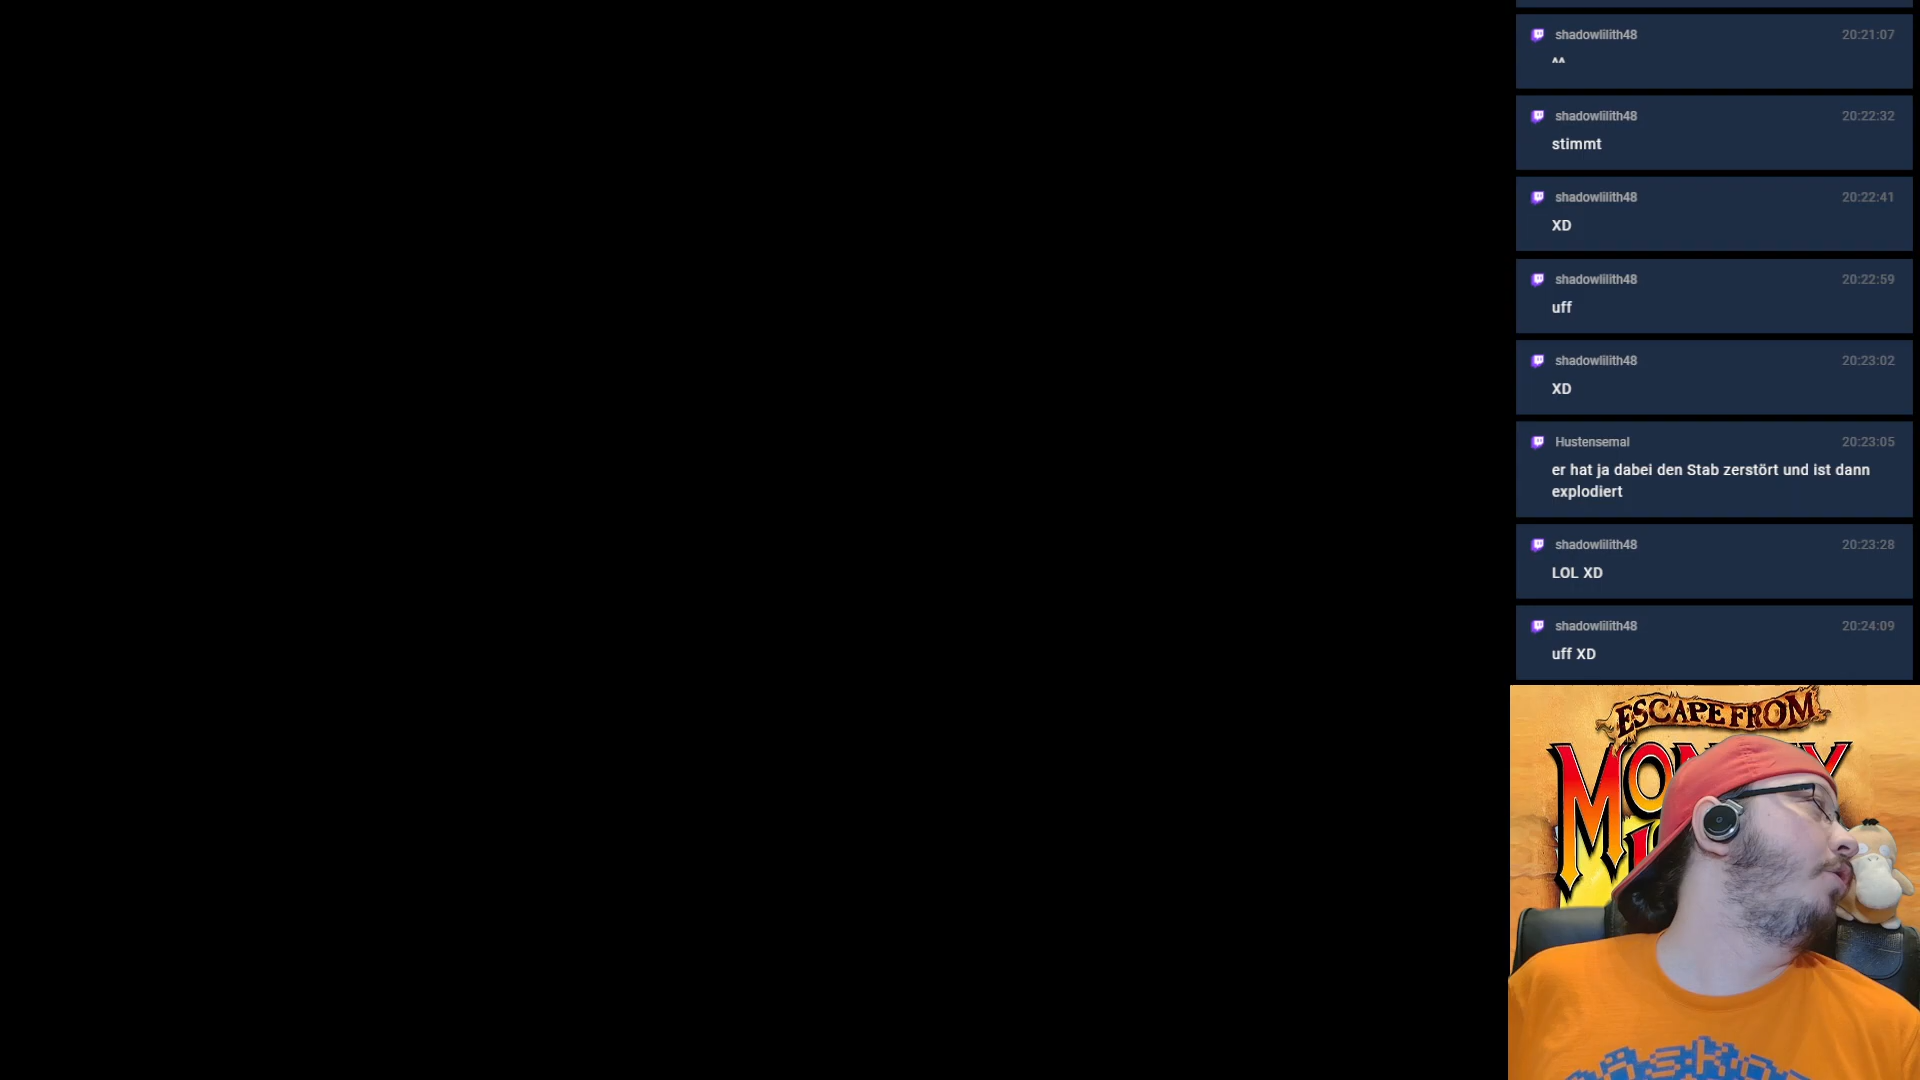 shadowlilith48 20:21:07
^^
shadowlilith48 20:22:32
stimmt
shadowlilith48 20:22:41
XD
shadowlilith48 20:22:59
uff
shadowlilith48 20:23:02
XD
Hustensemal 20:23:05
er hat ja dabei den Stab zerstört und ist dann
explodiert
shadowlilith48 20:23:28
LOL XD
shadowlilith48 20:24:09
uff XD
ESCAPE FROM